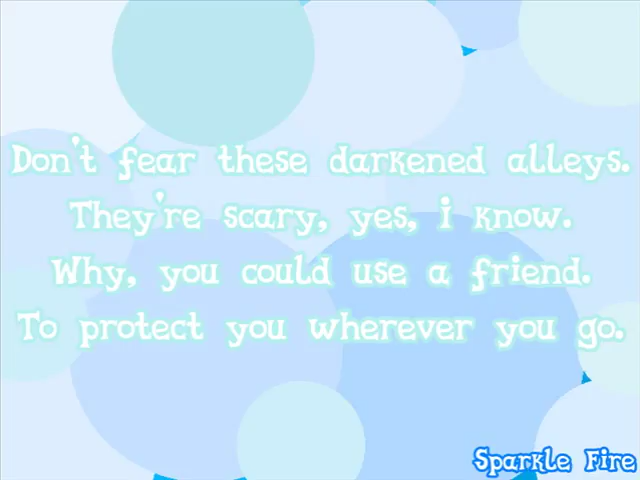 Don't fear these darkened alleys.
They're scary, yes, i know.
Why, you could use a friend.
To protect you wherever you go.
Sparkle Fire